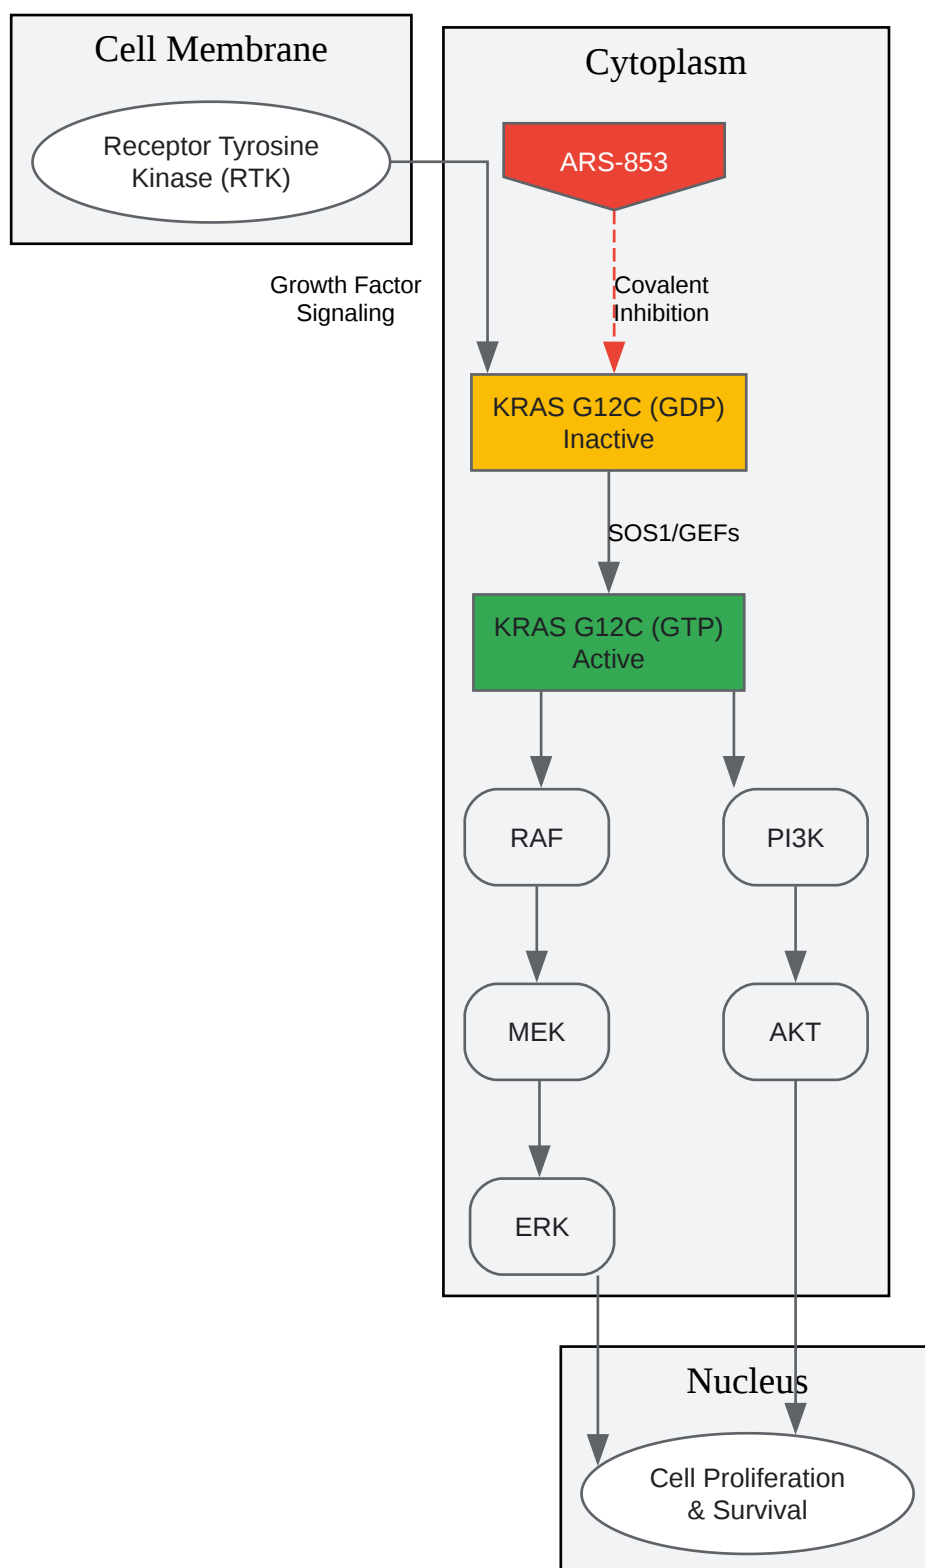 Cell Membrane
Receptor Tyrosine
Kinase (RTK)
Cytoplasm
ARS-853
Growth Factor
Signaling
Covalent
Inhibition
KRAS G12C (GDP)
Inactive
SOS1/GEFs
KRAS G12C (GTP)
Active
RAF
PI3K
MEK
AKT
ERK
Nucleus
Cell Proliferation
& Survival